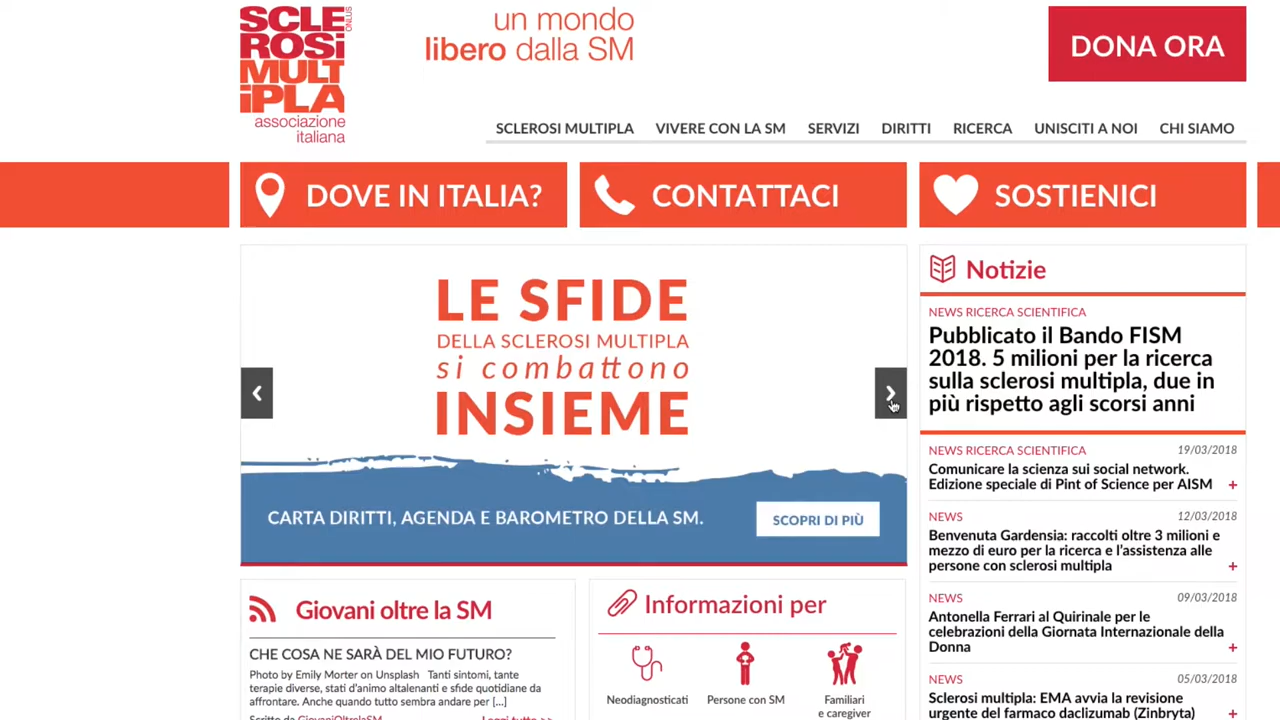 SCLE
ROSi
MULT
iPLA
ONLUS
associazione
italiana
un mondo
libero dalla SM
DONA ORA
SCLEROSI MULTIPLA VIVERE CON LA SM SERVIZI DIRITTI RICERCA UNISCITI A NOI CHI SIAMO
DOVE IN ITALIA? CONTATTACI SOSTIENICI
LE SFIDE
DELLA SCLEROSI MULTIPLA
si combattono
INSIEME
CARTA DIRITTI, AGENDA E BAROMETRO DELLA SM.
SCOPRI DI PIÙ
Notizie
NEWS RICERCA SCIENTIFICA
Pubblicato il Bando FISM
2018. 5 milioni per la ricerca
sulla sclerosi multipla, due in
più rispetto agli scorsi anni
NEWS RICERCA SCIENTIFICA 19/03/2018
Comunicare la scienza sui social network.
Edizione speciale di Pint of Science per AISM +
NEWS 12/03/2018
Benvenuta Gardensia: raccolti oltre 3 milioni e
mezzo di euro per la ricerca e l'assistenza alle
persone con sclerosi multipla +
NEWS 09/03/2018
Antonella Ferrari al Quirinale per le
celebrazioni della Giornata Internazionale della
Donna +
NEWS 05/03/2018
Sclerosi multipla: EMA avvia la revisione
urgente del farmaco daclizumab (Zinbryta) +
Giovani oltre la SM
CHE COSA NE SARÀ DEL MIO FUTURO?
Photo by Emily Morter on Unsplash Tanti sintomi, tante
terapie diverse, stati d'animo altalenanti e sfide quotidiane da
affrontare. Anche quando tutto sembra andare per [...]
Scritto da GiovaniOltrelaSM Leggi tutto >>
Informazioni per
Neodiagnosticati
Persone con SM
Familiari
e caregiver